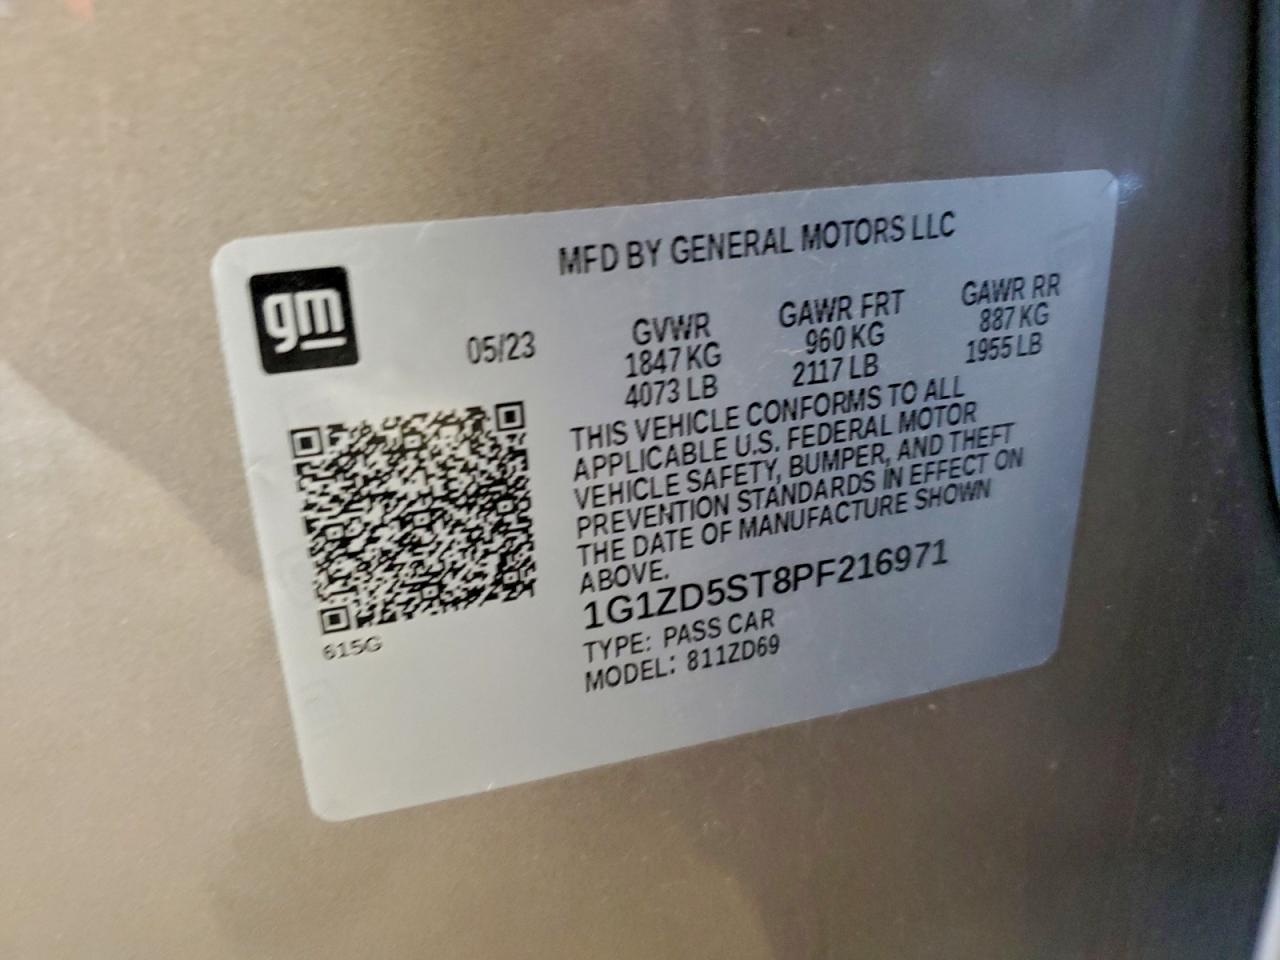 gm
MFD BY GENERAL MOTORS LLC
05/23
GVWR GAWR FRT GAWR RR
1847 KG 960 KG 887 KG
4073 LB 2117 LB 1955 LB
THIS VEHICLE CONFORMS TO ALL
APPLICABLE U.S. FEDERAL MOTOR
VEHICLE SAFETY, BUMPER, AND THEFT
PREVENTION STANDARDS IN EFFECT ON
THE DATE OF MANUFACTURE SHOWN
ABOVE.
1G1ZD5ST8PF216971
TYPE: PASS CAR
MODEL: 811ZD69
615G